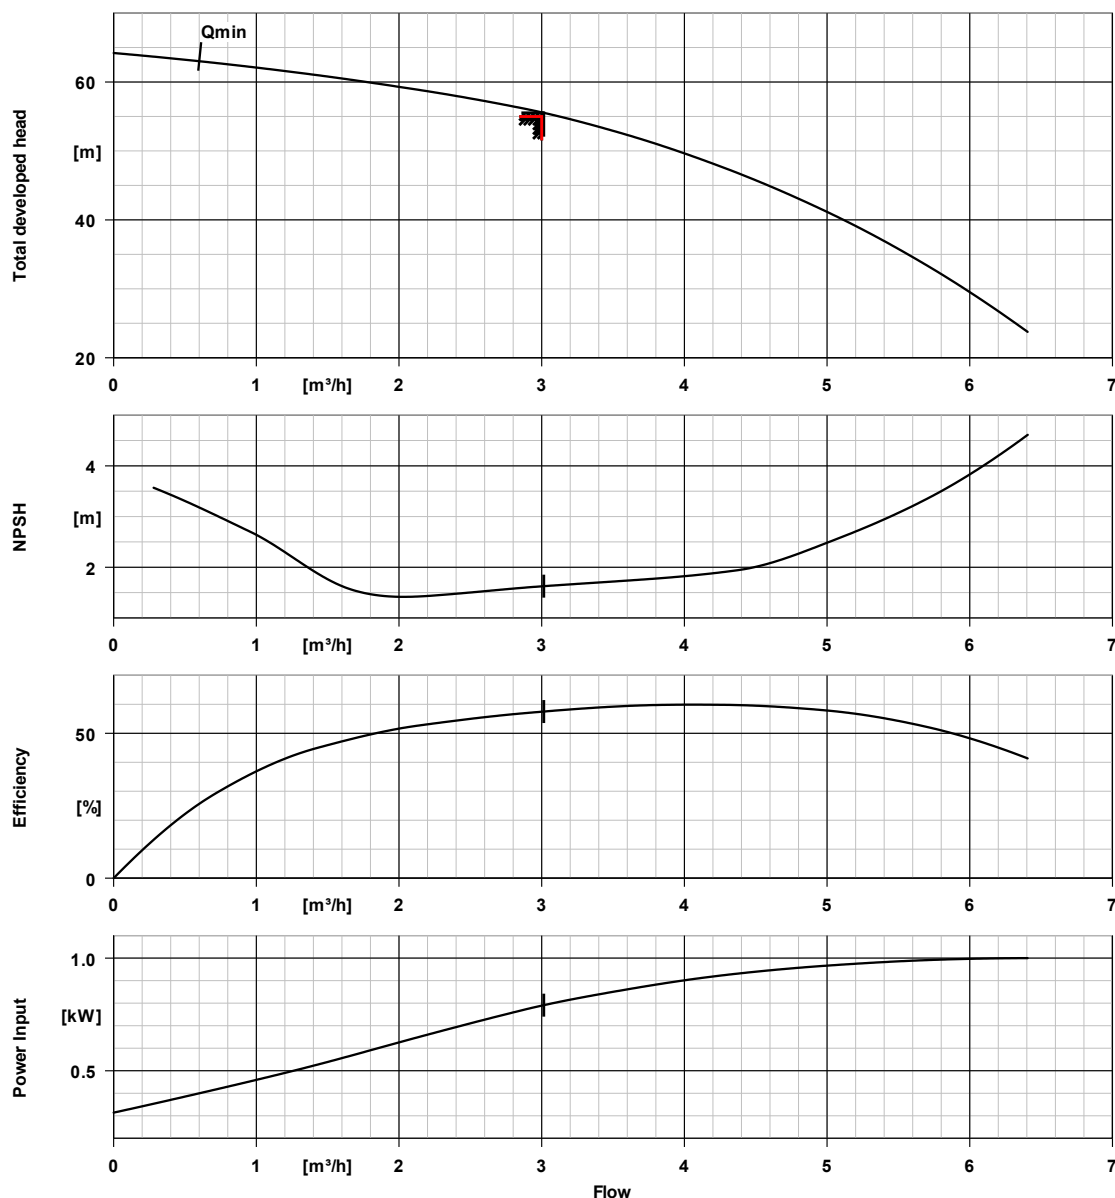 Qmin
60
Total developed head
[m]
40
20
0 1 [m³/h] 2 3 4 5 6 7
4
NPSH
[m]
2
0 1 [m³/h] 2 3 4 5 6 7
50
Efficiency
[%]
0
0 1 [m³/h] 2 3 4 5 6 7
1.0
Power Input
[kW]
0.5
0 1 [m³/h] 2 3 4 5 6 7
Flow